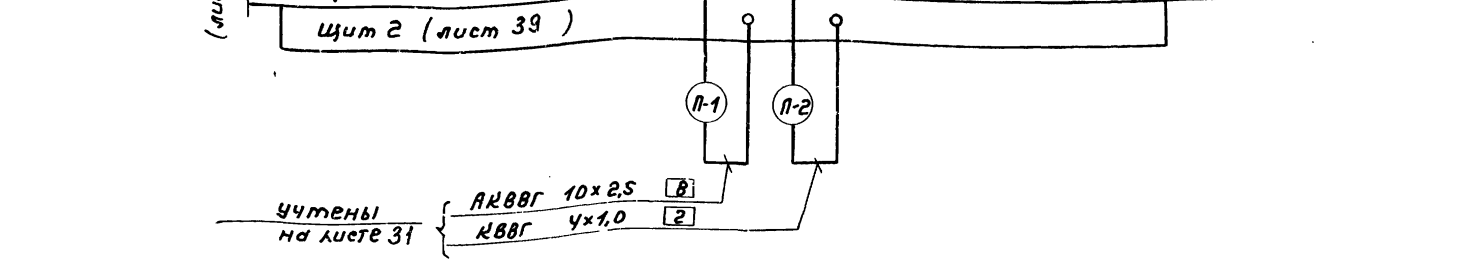 (ли
Щит 2 (лист 39 )
П-1 П-2
АКВВГ 10×2,5 8
КВВГ 4×1,0 2
учтены
на листе 31